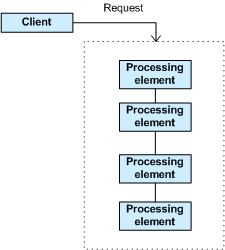 Request
Client
Processing
element
Processing
element
Processing
element
Processing
element